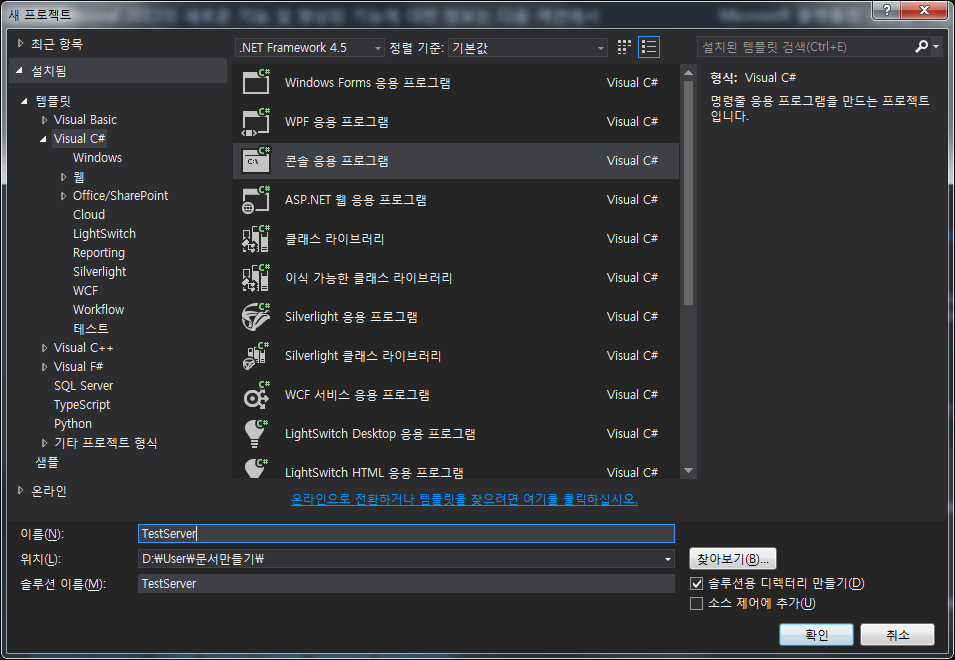 새 프로젝트
최근 항목
설치됨
템플릿
Visual Basic
Visual C#
Windows
웹
Office/SharePoint
Cloud
LightSwitch
Reporting
Silverlight
WCF
Workflow
테스트
Visual C++
Visual F#
SQL Server
TypeScript
Python
기타 프로젝트 형식
샘플
온라인
.NET Framework 4.5 정렬 기준: 기본값
Windows Forms 응용 프로그램 Visual C#
WPF 응용 프로그램 Visual C#
콘솔 응용 프로그램 Visual C#
ASP.NET 웹 응용 프로그램 Visual C#
클래스 라이브러리 Visual C#
이식 가능한 클래스 라이브러리 Visual C#
Silverlight 응용 프로그램 Visual C#
Silverlight 클래스 라이브러리 Visual C#
WCF 서비스 응용 프로그램 Visual C#
LightSwitch Desktop 응용 프로그램 Visual C#
LightSwitch HTML 응용 프로그램 Visual C#
온라인으로 전환하거나 템플릿을 찾으려면 여기를 클릭하십시오.
설치된 템플릿 검색(Ctrl+E)
형식: Visual C#
명령줄 응용 프로그램을 만드는 프로젝트
입니다.
이름(N): TestServer
위치(L): D:₩User₩문서만들기₩ 찾아보기(B)...
솔루션 이름(M): TestServer
솔루션용 디렉터리 만들기(D)
소스 제어에 추가(U)
확인 취소